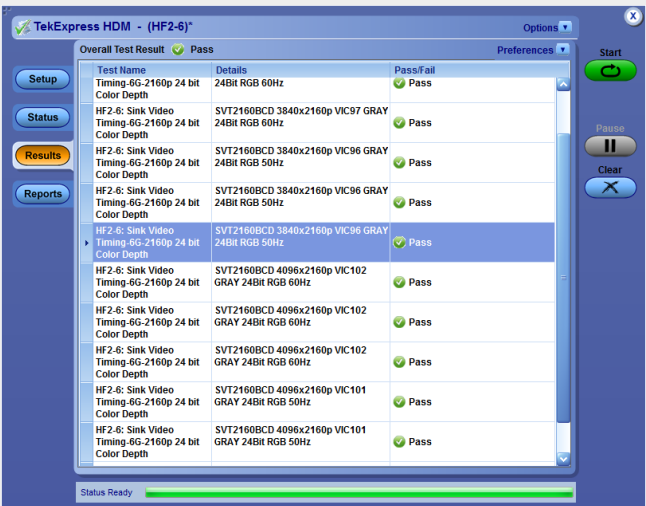 TekExpress HDM - (HF2-6)*
Options
Overall Test Result Pass
Preferences
Start
Setup
Status
Results
Reports
Pause
Clear
Test Name Details Pass/Fail
Timing-6G-2160p 24 bit 24Bit RGB 60Hz Pass
Color Depth
HF2-6: Sink Video SVT2160BCD 3840x2160p VIC97 GRAY
Timing-6G-2160p 24 bit 24Bit RGB 60Hz Pass
Color Depth
HF2-6: Sink Video SVT2160BCD 3840x2160p VIC96 GRAY
Timing-6G-2160p 24 bit 24Bit RGB 50Hz Pass
Color Depth
HF2-6: Sink Video SVT2160BCD 3840x2160p VIC96 GRAY
Timing-6G-2160p 24 bit 24Bit RGB 50Hz Pass
Color Depth
HF2-6: Sink Video SVT2160BCD 3840x2160p VIC96 GRAY
Timing-6G-2160p 24 bit 24Bit RGB 50Hz Pass
Color Depth
HF2-6: Sink Video SVT2160BCD 4096x2160p VIC102
Timing-6G-2160p 24 bit GRAY 24Bit RGB 60Hz Pass
Color Depth
HF2-6: Sink Video SVT2160BCD 4096x2160p VIC102
Timing-6G-2160p 24 bit GRAY 24Bit RGB 60Hz Pass
Color Depth
HF2-6: Sink Video SVT2160BCD 4096x2160p VIC102
Timing-6G-2160p 24 bit GRAY 24Bit RGB 60Hz Pass
Color Depth
HF2-6: Sink Video SVT2160BCD 4096x2160p VIC101
Timing-6G-2160p 24 bit GRAY 24Bit RGB 50Hz Pass
Color Depth
HF2-6: Sink Video SVT2160BCD 4096x2160p VIC101
Timing-6G-2160p 24 bit GRAY 24Bit RGB 50Hz Pass
Color Depth
Status Ready